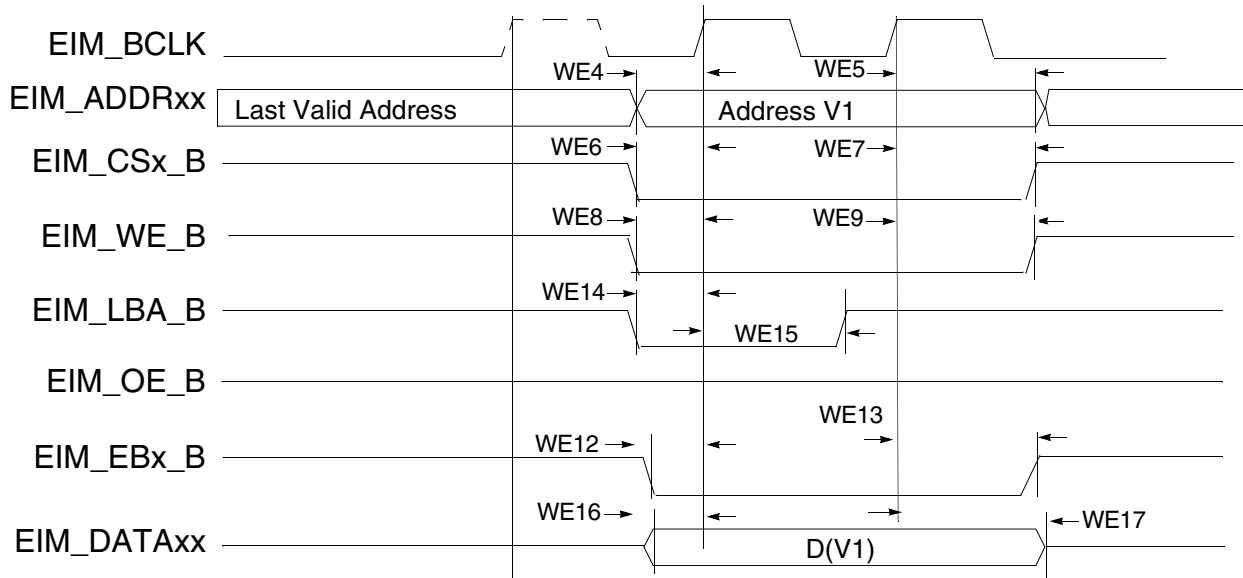 EIM_BCLK
WE4 WE5
EIM_ADDRxx Last Valid Address Address V1
WE6 WE7
EIM_CSx_B
WE8 WE9
EIM_WE_B
WE14
EIM_LBA_B
WE15
EIM_OE_B
WE13
WE12
EIM_EBx_B
WE16 WE17
EIM_DATAxx D(V1)